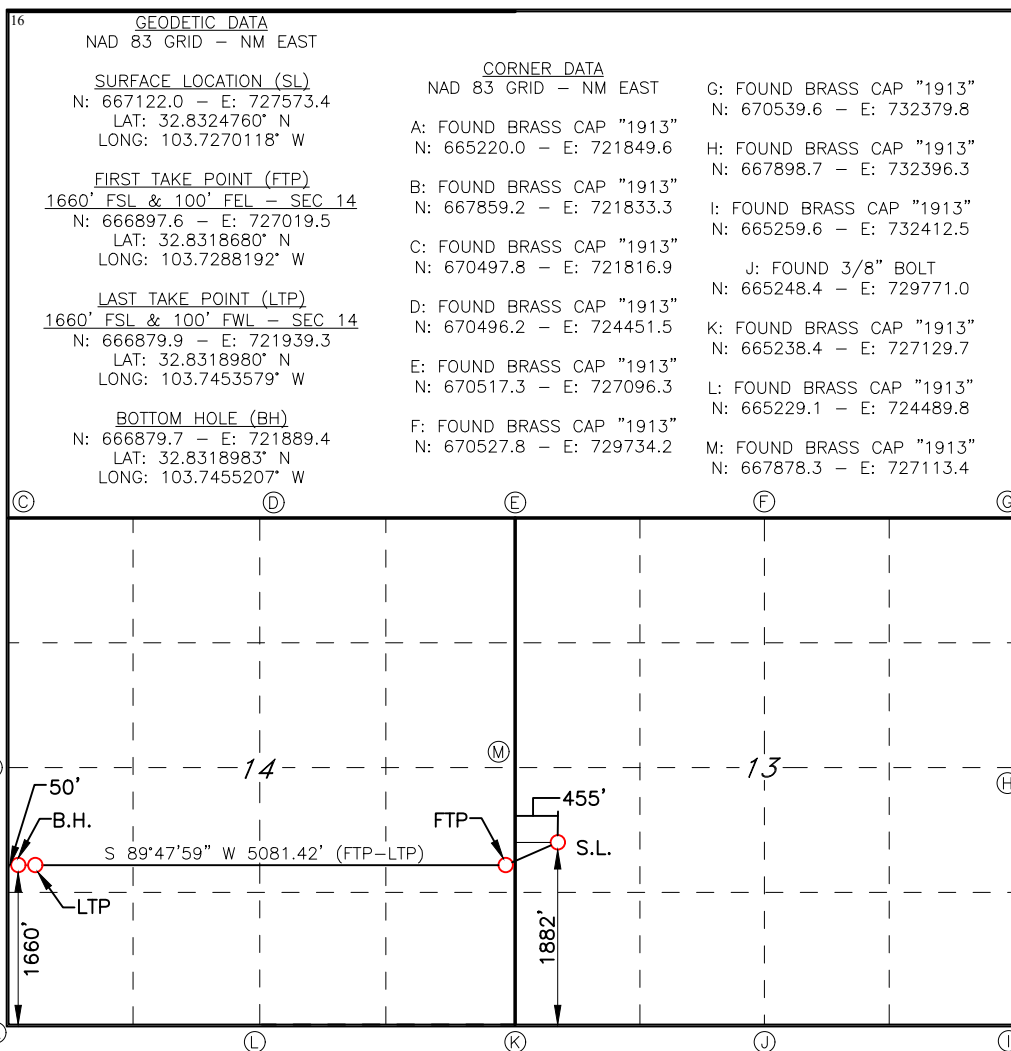 16
GEODETIC DATA
NAD 83 GRID – NM EAST
SURFACE LOCATION (SL)
N: 667122.0 – E: 727573.4
LAT: 32.8324760° N
LONG: 103.7270118° W
FIRST TAKE POINT (FTP)
1660' FSL & 100' FEL – SEC 14
N: 666897.6 – E: 727019.5
LAT: 32.8318680° N
LONG: 103.7288192° W
LAST TAKE POINT (LTP)
1660' FSL & 100' FWL – SEC 14
N: 666879.9 – E: 721939.3
LAT: 32.8318980° N
LONG: 103.7453579° W
BOTTOM HOLE (BH)
N: 666879.7 – E: 721889.4
LAT: 32.8318983° N
LONG: 103.7455207° W
CORNER DATA
NAD 83 GRID – NM EAST
A: FOUND BRASS CAP "1913"
N: 665220.0 – E: 721849.6
B: FOUND BRASS CAP "1913"
N: 667859.2 – E: 721833.3
C: FOUND BRASS CAP "1913"
N: 670497.8 – E: 721816.9
D: FOUND BRASS CAP "1913"
N: 670496.2 – E: 724451.5
E: FOUND BRASS CAP "1913"
N: 670517.3 – E: 727096.3
F: FOUND BRASS CAP "1913"
N: 670527.8 – E: 729734.2
G: FOUND BRASS CAP "1913"
N: 670539.6 – E: 732379.8
H: FOUND BRASS CAP "1913"
N: 667898.7 – E: 732396.3
I: FOUND BRASS CAP "1913"
N: 665259.6 – E: 732412.5
J: FOUND 3/8" BOLT
N: 665248.4 – E: 729771.0
K: FOUND BRASS CAP "1913"
N: 665238.4 – E: 727129.7
L: FOUND BRASS CAP "1913"
N: 665229.1 – E: 724489.8
M: FOUND BRASS CAP "1913"
N: 667878.3 – E: 727113.4
C D E F G
M
14 13
H
50'
B.H.
455'
FTP
S.L.
S 89°47'59" W 5081.42' (FTP–LTP)
LTP
1660'
1882'
L K J I